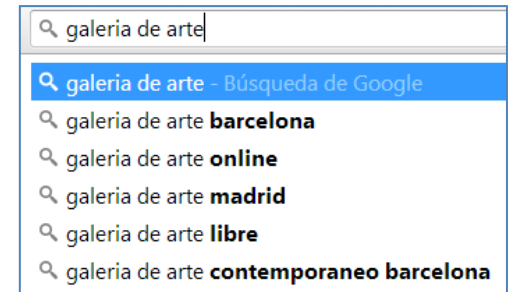 galeria de arte
galeria de arte - Búsqueda de Google
galeria de arte barcelona
galeria de arte online
galeria de arte madrid
galeria de arte libre
galeria de arte contemporaneo barcelona